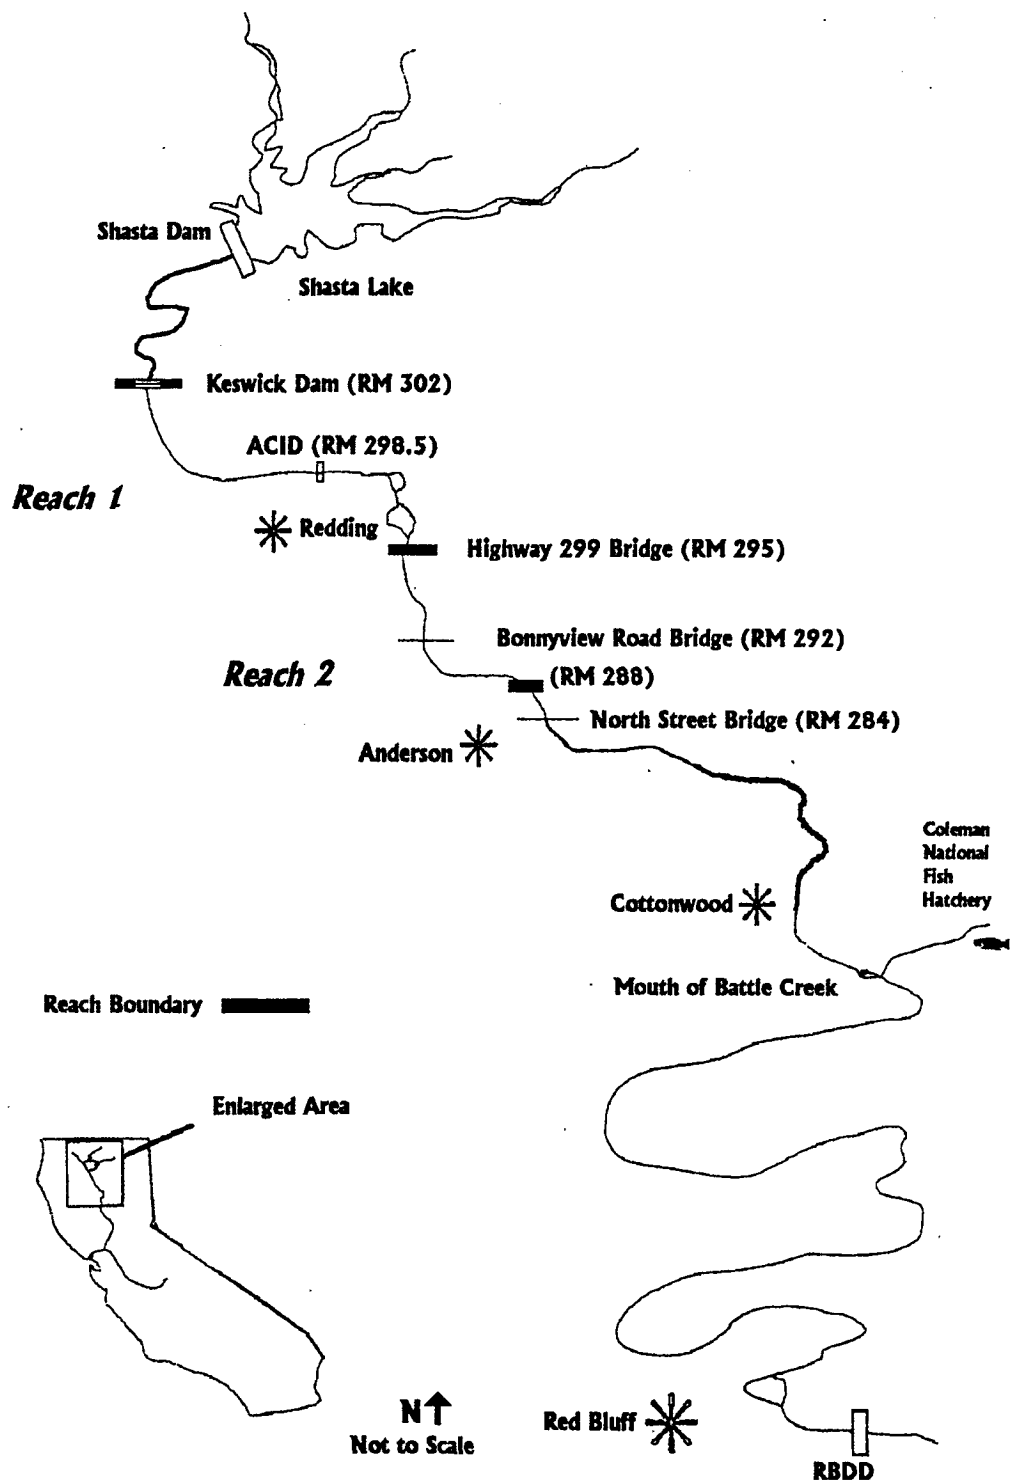 Shasta Dam
Shasta Lake
Keswick Dam (RM 302)
ACID (RM 298.5)
Reach 1
Redding
Highway 299 Bridge (RM 295)
Bonnyview Road Bridge (RM 292)
Reach 2
(RM 288)
North Street Bridge (RM 284)
Anderson
Coleman
National
Fish
Hatchery
Cottonwood
Mouth of Battle Creek
Reach Boundary
Enlarged Area
N
Not to Scale
Red Bluff
RBDD